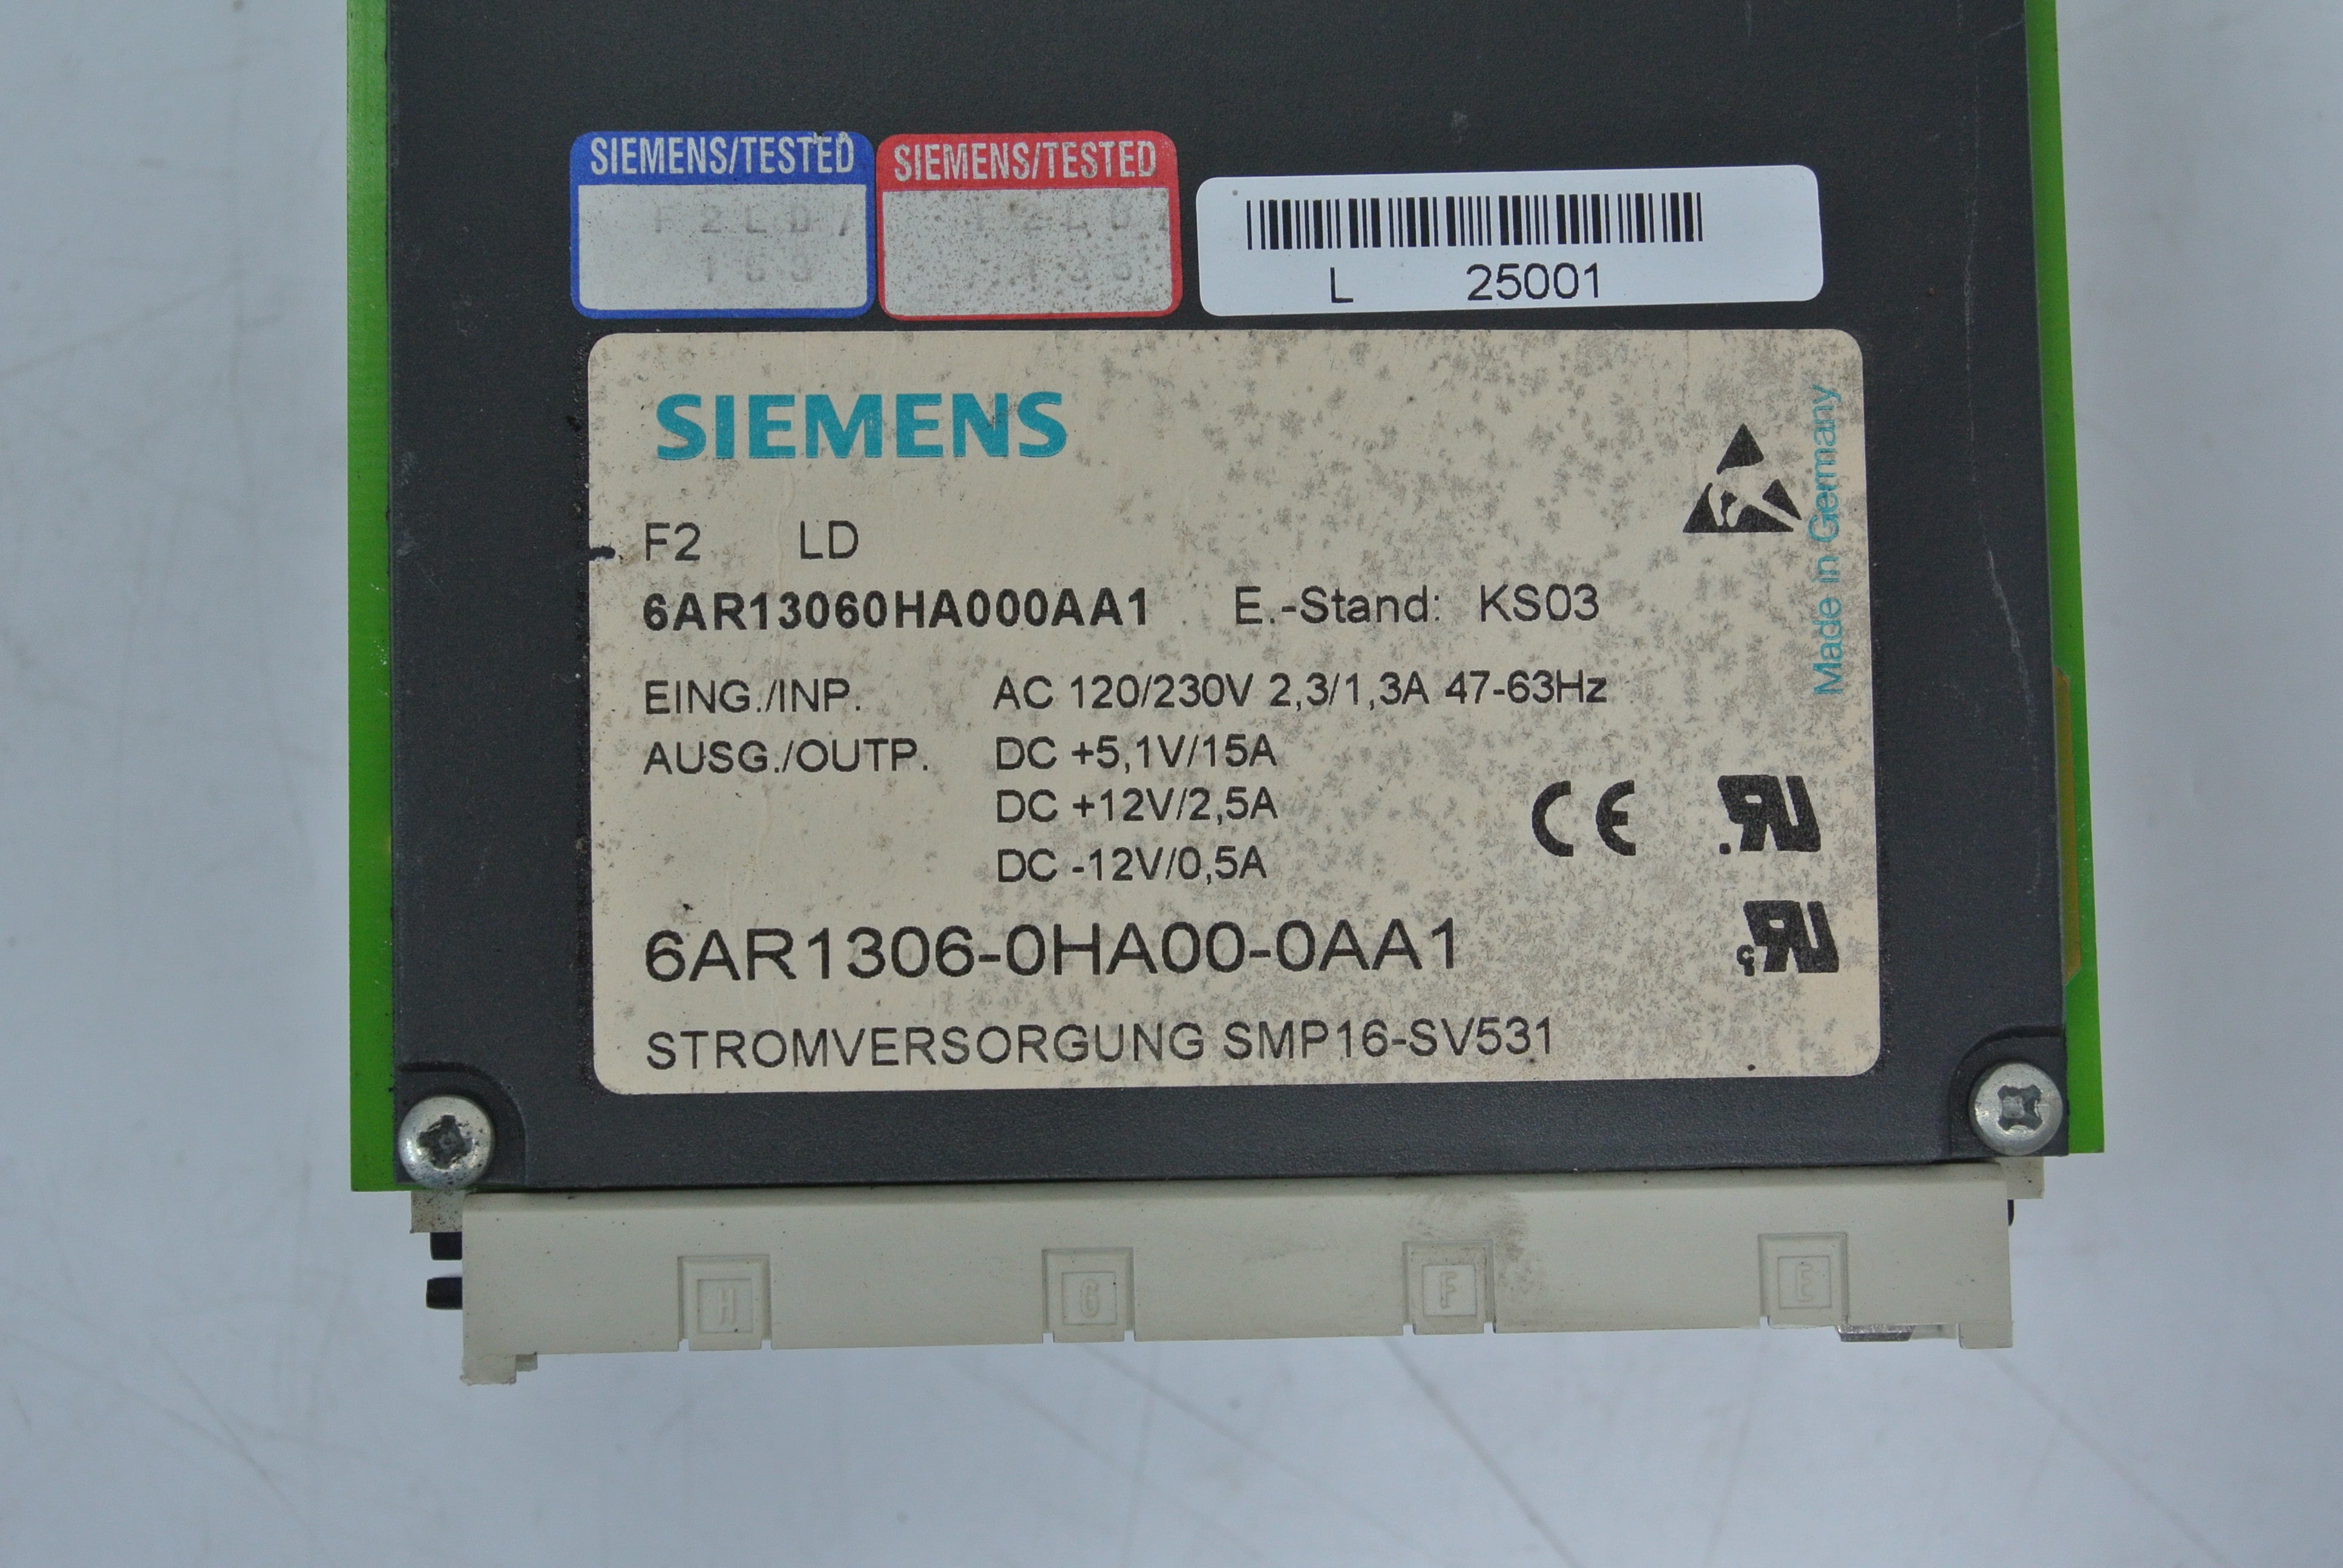 SIEMENS/TESTED
SIEMENS/TESTED
L 25001
SIEMENS
F2 LD
6AR13060HA000AA1 E.-Stand: KS03
EING./INP. AC 120/230V 2,3/1,3A 47-63Hz
AUSG./OUTP. DC +5,1V/15A
DC +12V/2,5A
DC -12V/0,5A
6AR1306-0HA00-0AA1
STROMVERSORGUNG SMP16-SV531
Made in Germany
CE
H G F E